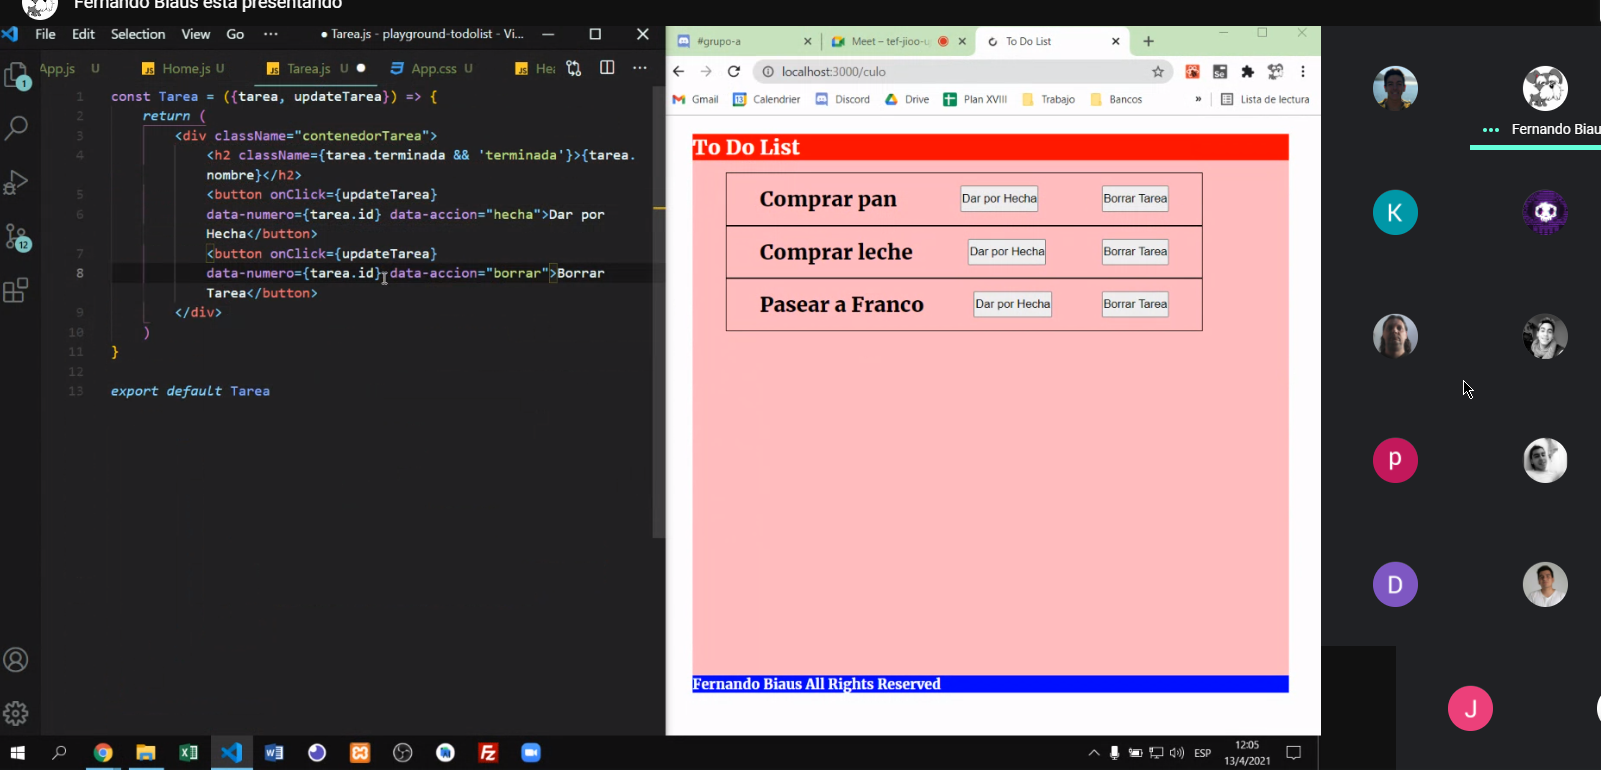 Fernando Biaus está presentando
File Edit Selection View Go ··· ● Tarea.js - playground-todolist - Vi...
App.js U Home.js U Tarea.js U ● App.css U Hea ···
1 const Tarea = ({tarea, updateTarea}) => {
2 return (
3 <div className="contenedorTarea">
4 <h2 className={tarea.terminada && 'terminada'}>{tarea.
nombre}</h2>
5 <button onClick={updateTarea}
6 data-numero={tarea.id} data-accion="hecha">Dar por
Hecha</button>
7 <button onClick={updateTarea}
8 data-numero={tarea.id} data-accion="borrar">Borrar
Tarea</button>
9 </div>
10 )
11 }
12
13 export default Tarea
1
12
#grupo-a
Meet – tef-jioo-u
To Do List
localhost:3000/culo
Gmail Calendrier Discord Drive Plan XVIII Trabajo Bancos » Lista de lectura
To Do List
Comprar pan Dar por Hecha Borrar Tarea
Comprar leche Dar por Hecha Borrar Tarea
Pasear a Franco Dar por Hecha Borrar Tarea
Fernando Biaus All Rights Reserved
Fernando Biau
K
P
D
J
ESP
12:05
13/4/2021